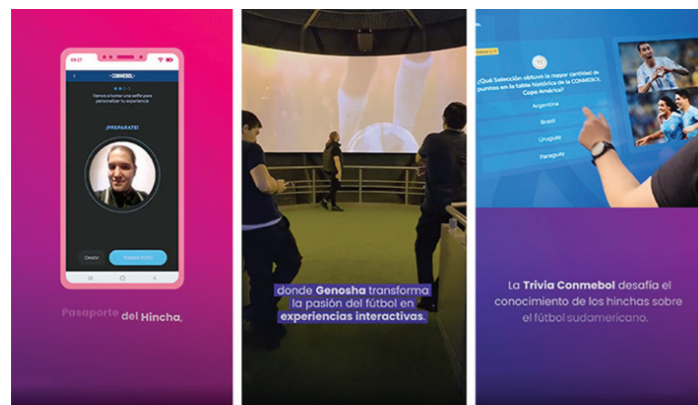 09:27
CONMEBOL
Vamos a tomar una selfie para
personalizar tu experiencia
¡PREPARATE!
TOMAR FOTO
Pasaporte del Hincha,
donde Genosha transforma
la pasión del fútbol en
experiencias interactivas.
¿Qué Selección obtuvo la mayor cantidad de
puntos en la tabla histórica de la CONMEBOL
Copa América?
Argentina
Brasil
Uruguay
Paraguay
La Trivia Conmebol desafía el
conocimiento de los hinchas sobre
el fútbol sudamericano.